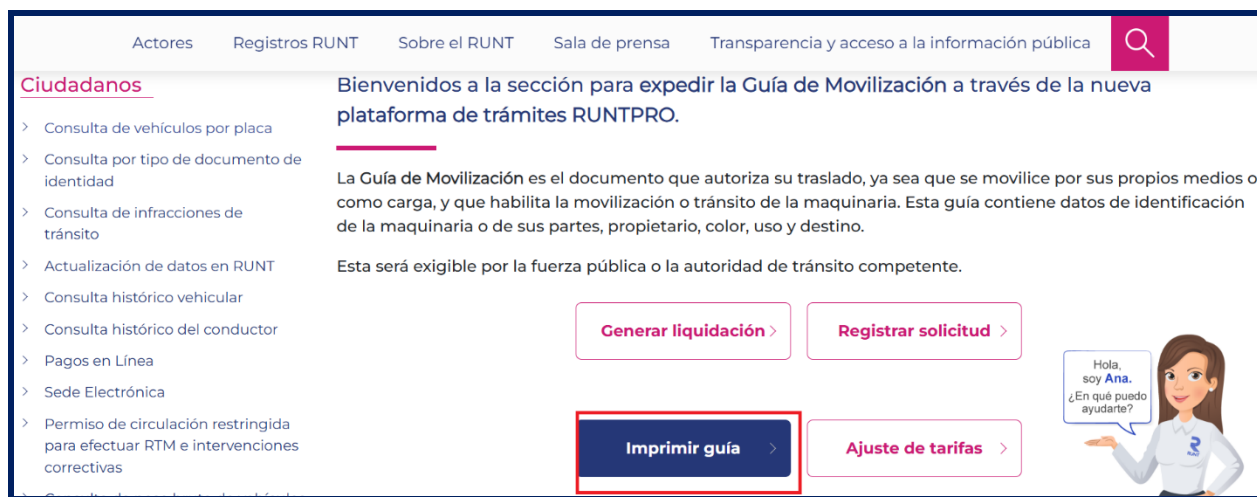 Actores Registros RUNT Sobre el RUNT Sala de prensa Transparencia y acceso a la información pública
Ciudadanos
Consulta de vehículos por placa
Consulta por tipo de documento de
identidad
Consulta de infracciones de
tránsito
Actualización de datos en RUNT
Consulta histórico vehicular
Consulta histórico del conductor
Pagos en Línea
Sede Electrónica
Permiso de circulación restringida
para efectuar RTM e intervenciones
correctivas
Bienvenidos a la sección para expedir la Guía de Movilización a través de la nueva
plataforma de trámites RUNTPRO.
La Guía de Movilización es el documento que autoriza su traslado, ya sea que se movilice por sus propios medios o
como carga, y que habilita la movilización o tránsito de la maquinaria. Esta guía contiene datos de identificación
de la maquinaria o de sus partes, propietario, color, uso y destino.
Esta será exigible por la fuerza pública o la autoridad de tránsito competente.
Generar liquidación
Registrar solicitud
Imprimir guía
Ajuste de tarifas
Hola,
soy Ana.
¿En qué puedo
ayudarte?
RUNT